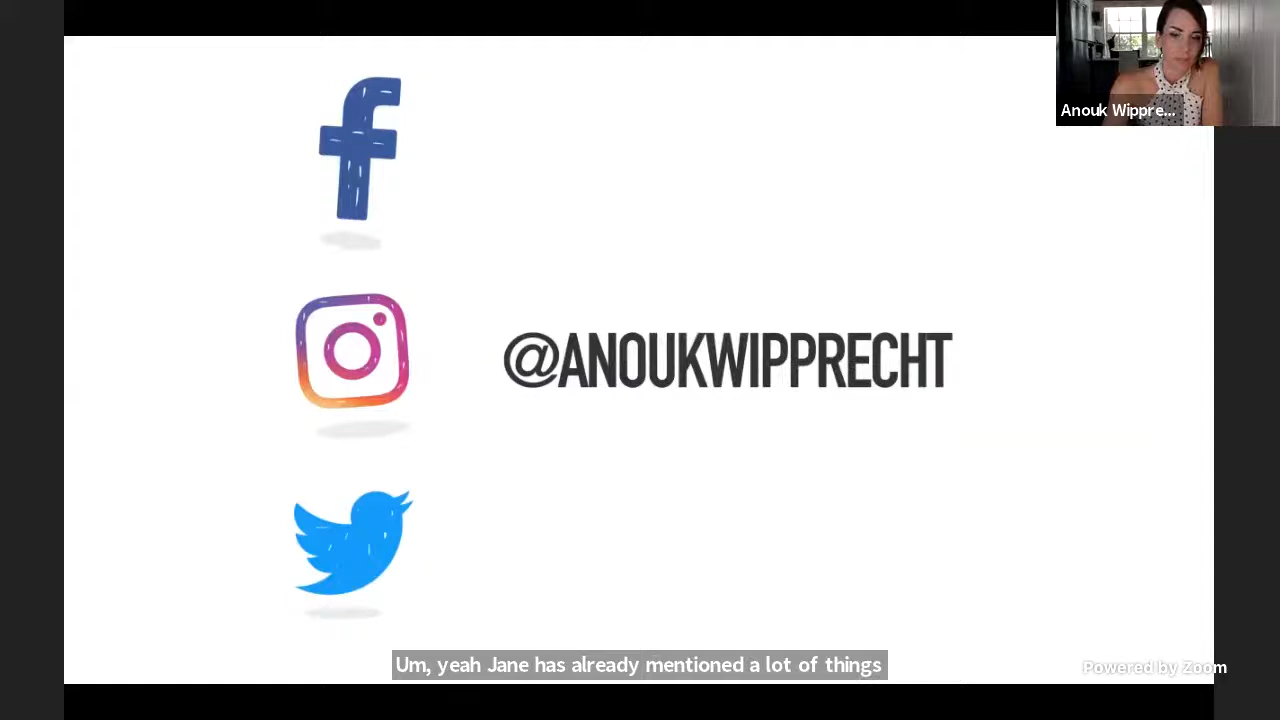 Anouk Wippre...
@ANOUKWIPPRECHT
Um, yeah Jane has already mentioned a lot of things
Powered by Zoom